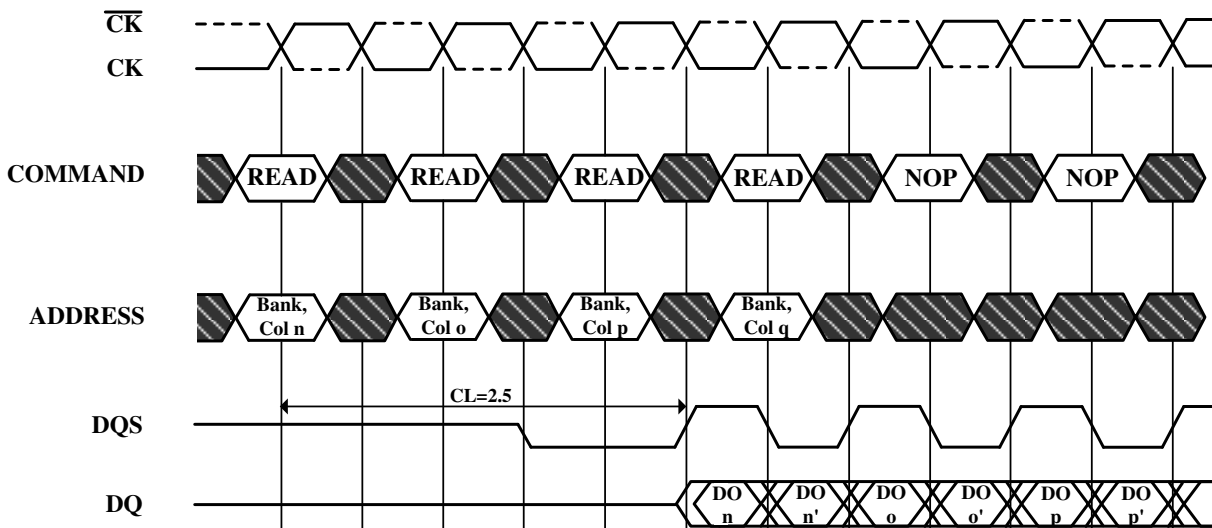 CK
CK
COMMAND READ READ READ READ NOP NOP
ADDRESS Bank, Col n Bank, Col o Bank, Col p Bank, Col q
CL=2.5
DQS
DQ DO n DO n' DO o DO o' DO p DO p'